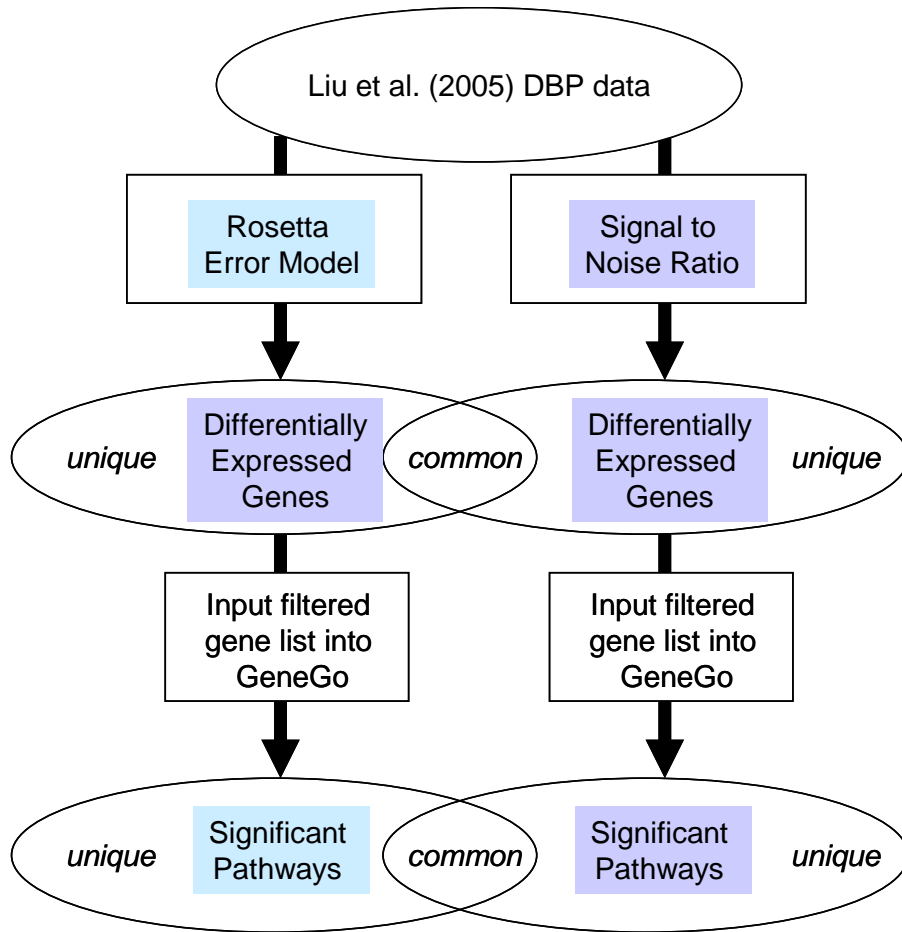 Liu et al. (2005) DBP data
Rosetta
Error Model
Signal to
Noise Ratio
unique
Differentially
Expressed
Genes
common
Differentially
Expressed
Genes
unique
Input filtered
gene list into
GeneGo
Input filtered
gene list into
GeneGo
unique
Significant
Pathways
common
Significant
Pathways
unique